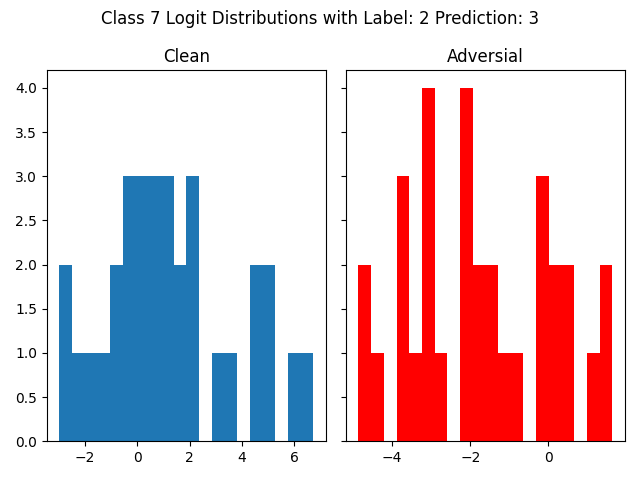 Class 7 Logit Distributions with Label: 2 Prediction: 3
Clean
Adversial
4.0
3.5
3.0
2.5
2.0
1.5
1.0
0.5
0.0
−2 0 2 4 6
−4 −2 0